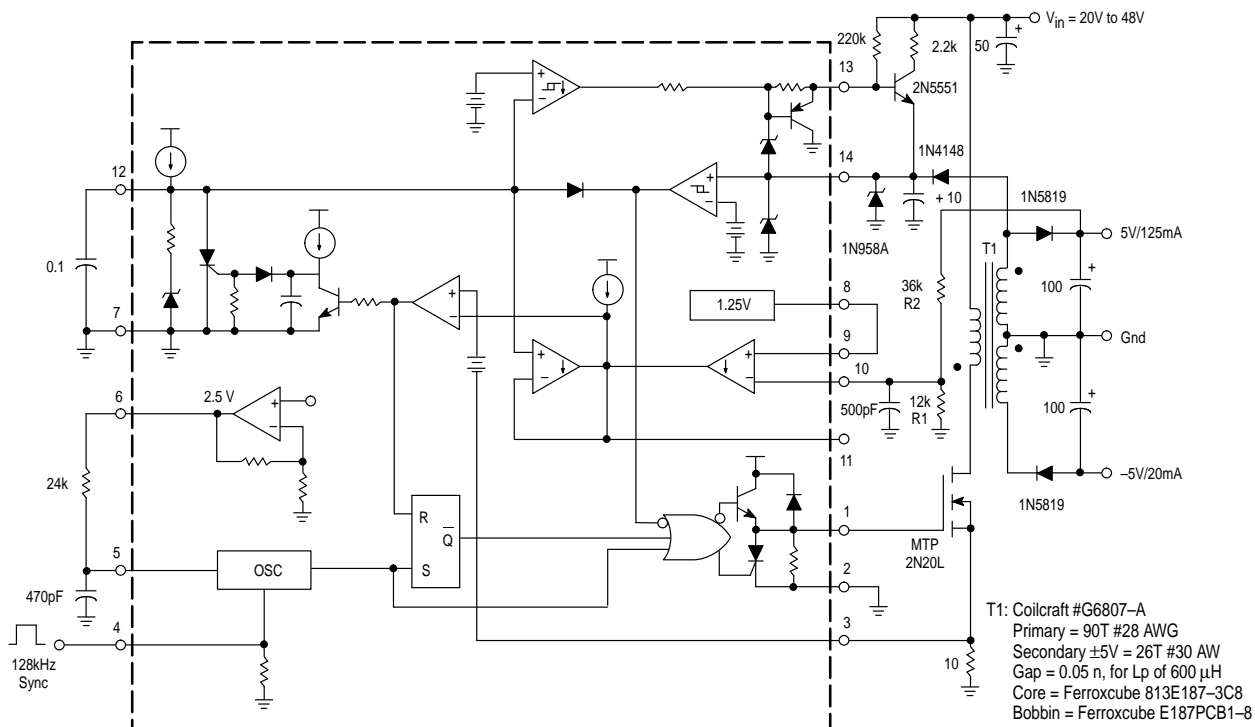 Vin = 20V to 48V
220k
2.2k
50
+
13
2N5551
12
14
1N4148
+ 10
1N5819
5V/125mA
0.1
1N958A
T1
+
100
36k
R2
8
1.25V
7
9
Gnd
10
6
2.5 V
500pF
12k
R1
100
+
11
24k
1N5819
–5V/20mA
R
Q
S
1
MTP
2N20L
5
OSC
2
470pF
4
3
128kHz
Sync
10
T1: Coilcraft #G6807–A
Primary = 90T #28 AWG
Secondary ±5V = 26T #30 AW
Gap = 0.05 n, for Lp of 600 μH
Core = Ferroxcube 813E187–3C8
Bobbin = Ferroxcube E187PCB1–8